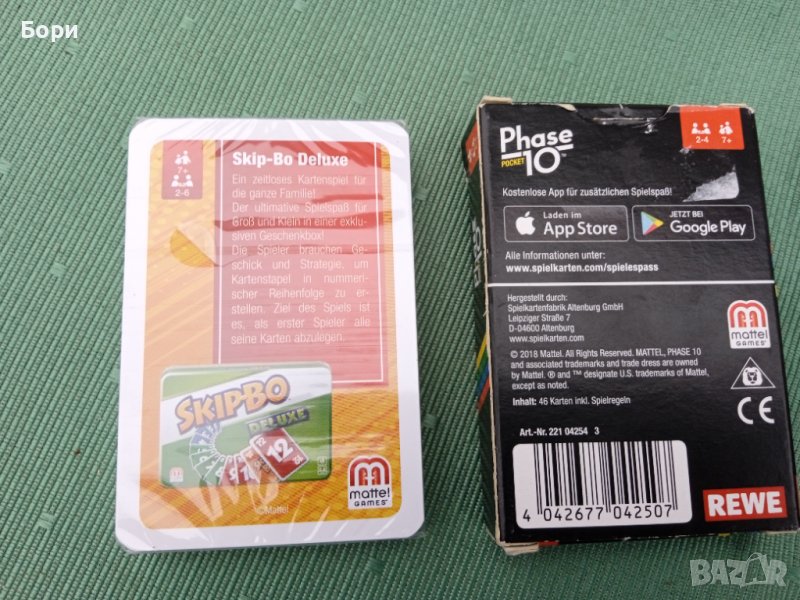 Бори
7+
2-6
Skip-Bo Deluxe
Ein zeitloses Kartenspiel für
die ganze Familie!
Der ultimative Spielspaß für
Groß und Klein in einer exklu-
siven Geschenkbox!
Die Spieler brauchen Ge-
schick und Strategie, um
Kartenstapel in nummeri-
scher Reihenfolge zu er-
stellen. Ziel des Spiels ist
es, als erster Spieler alle
seine Karten abzulegen.
SKIP-BO
DELUXE
12
mattel
GAMES
©Mattel
Phase
POCKET 10™
2-4 7+
Kostenlose App für zusätzlichen Spielspaß!
Laden im
App Store
JETZT BEI
Google Play
Alle Informationen unter:
www.spielkarten.com/spielespass
Hergestellt durch:
Spielkartenfabrik Altenburg GmbH
Leipziger Straße 7
D-04600 Altenburg
www.spielkarten.com
mattel
GAMES
© 2018 Mattel. All Rights Reserved. MATTEL, PHASE 10
and associated trademarks and trade dress are owned
by Mattel. ® and ™ designate U.S. trademarks of Mattel,
except as noted.
Inhalt: 46 Karten inkl. Spielregeln
CE
Art.-Nr. 221 04254 3
4 042677 042507
REWE
BAZAR